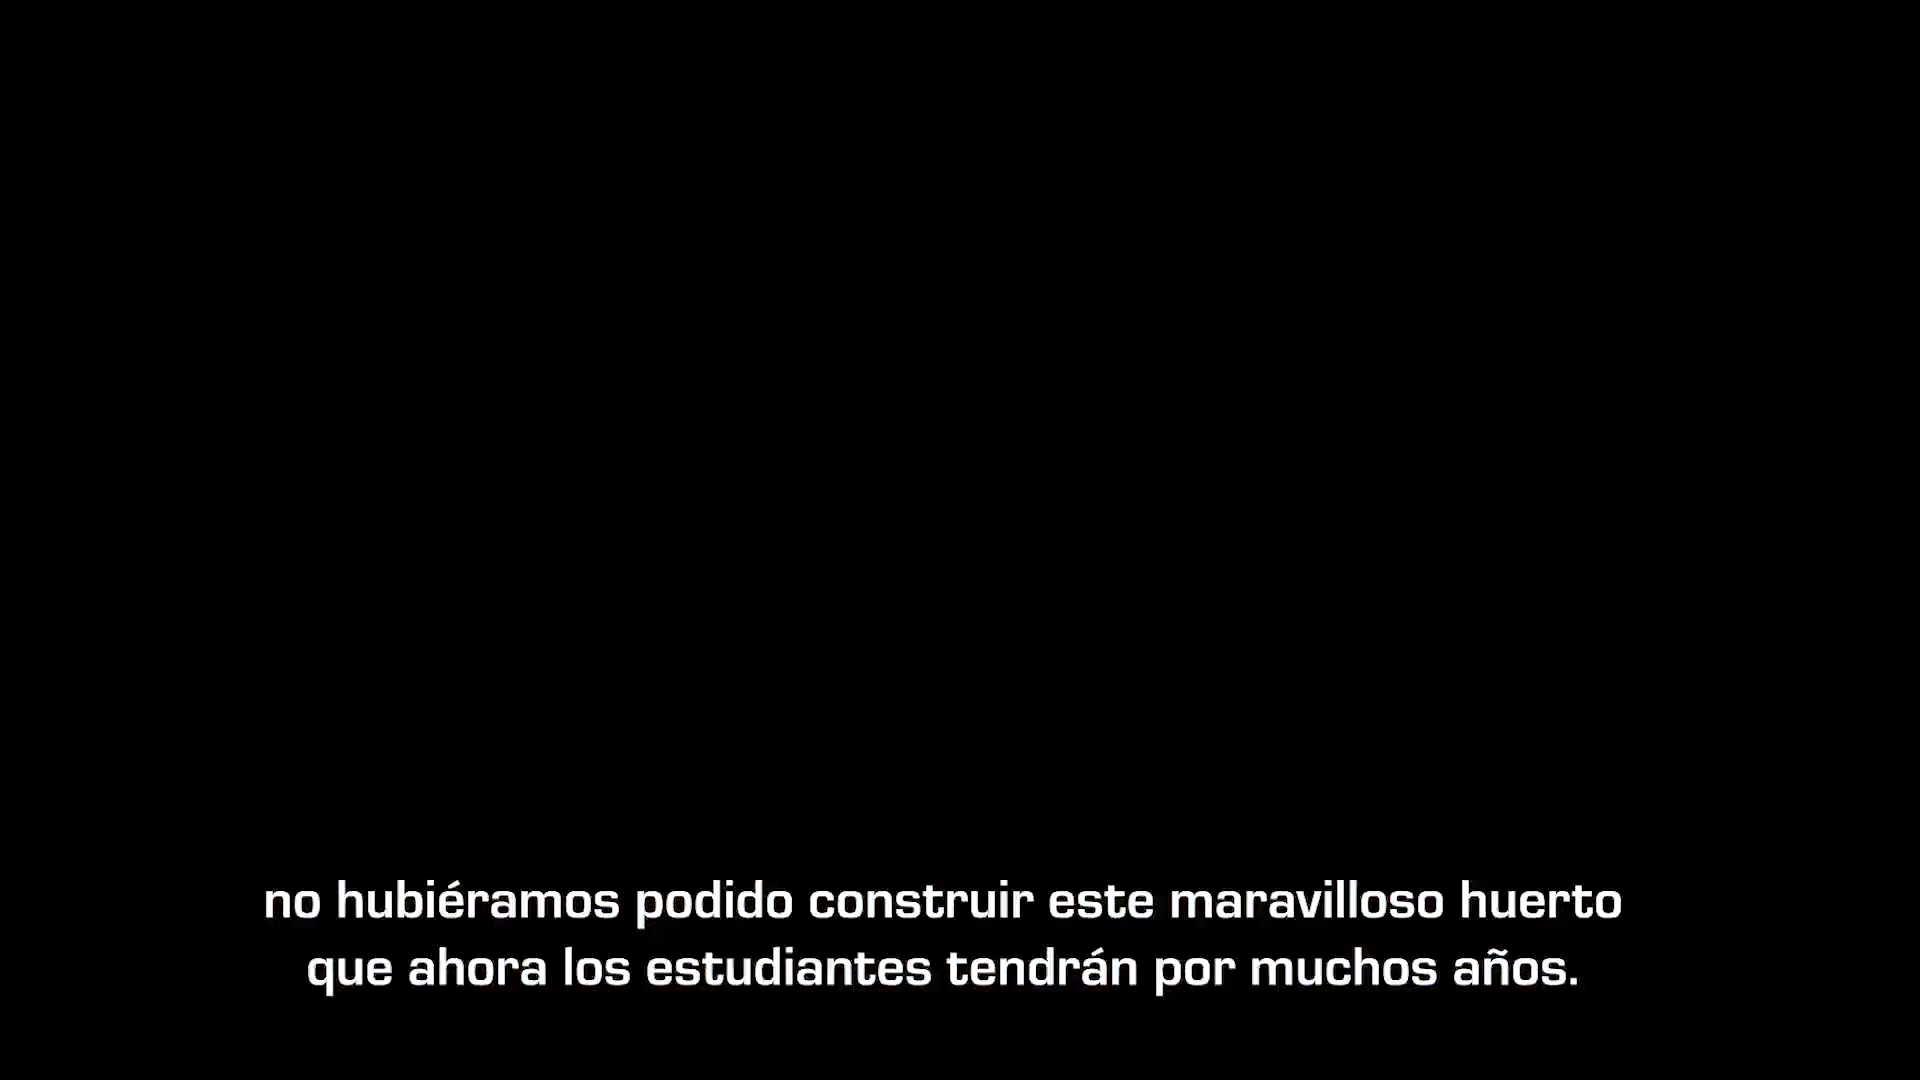 no hubiéramos podido construir este maravilloso huerto
que ahora los estudiantes tendrán por muchos años.